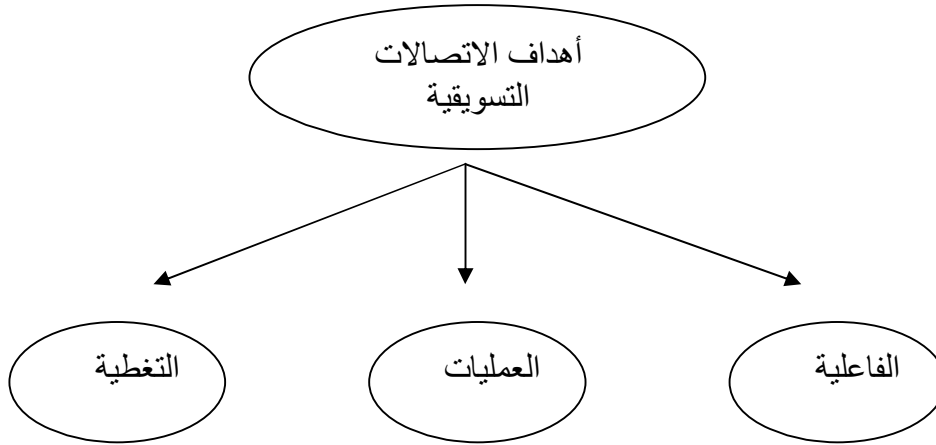 أهداف الاتصالات
التسويقية
الفاعلية
العمليات
التغطية